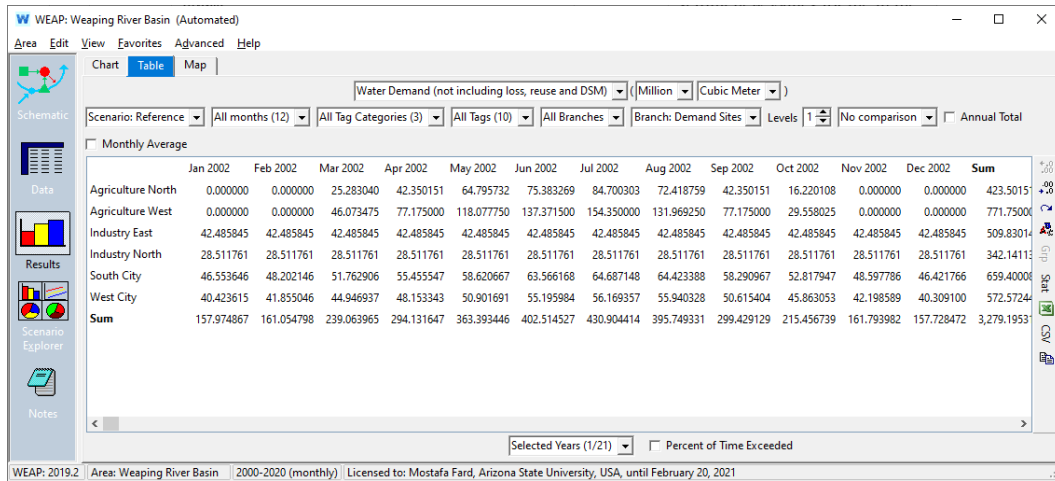 WEAP: Weaping River Basin (Automated)
Area Edit View Favorites Advanced Help
Chart Table Map
Water Demand (not including loss, reuse and DSM) ( Million Cubic Meter )
Scenario: Reference All months (12) All Tag Categories (3) All Tags (10) All Branches Branch: Demand Sites Levels 1 No comparison Annual Total
Monthly Average
Jan 2002 Feb 2002 Mar 2002 Apr 2002 May 2002 Jun 2002 Jul 2002 Aug 2002 Sep 2002 Oct 2002 Nov 2002 Dec 2002 Sum
Agriculture North 0.000000 0.000000 25.283040 42.350151 64.795732 75.383269 84.700303 72.418759 42.350151 16.220108 0.000000 0.000000 423.5015
Agriculture West 0.000000 0.000000 46.073475 77.175000 118.077750 137.371500 154.350000 131.969250 77.175000 29.558025 0.000000 0.000000 771.7500
Industry East 42.485845 42.485845 42.485845 42.485845 42.485845 42.485845 42.485845 42.485845 42.485845 42.485845 42.485845 42.485845 509.8301
Industry North 28.511761 28.511761 28.511761 28.511761 28.511761 28.511761 28.511761 28.511761 28.511761 28.511761 28.511761 28.511761 342.1411
South City 46.553646 48.202146 51.762906 55.455547 58.620667 63.566168 64.687148 64.423388 58.290967 52.817947 48.597786 46.421766 659.4000
West City 40.423615 41.855046 44.946937 48.153343 50.901691 55.195984 56.169357 55.940328 50.615404 45.863053 42.198589 40.309100 572.5724
Sum 157.974867 161.054798 239.063965 294.131647 363.393446 402.514527 430.904414 395.749331 299.429129 215.456739 161.793982 157.728472 3,279.1953
Schematic
Data
Results
Scenario
Explorer
Notes
Grp
Stat
CSV
Selected Years (1/21) Percent of Time Exceeded
WEAP: 2019.2 Area: Weaping River Basin 2000-2020 (monthly) Licensed to: Mostafa Fard, Arizona State University, USA, until February 20, 2021